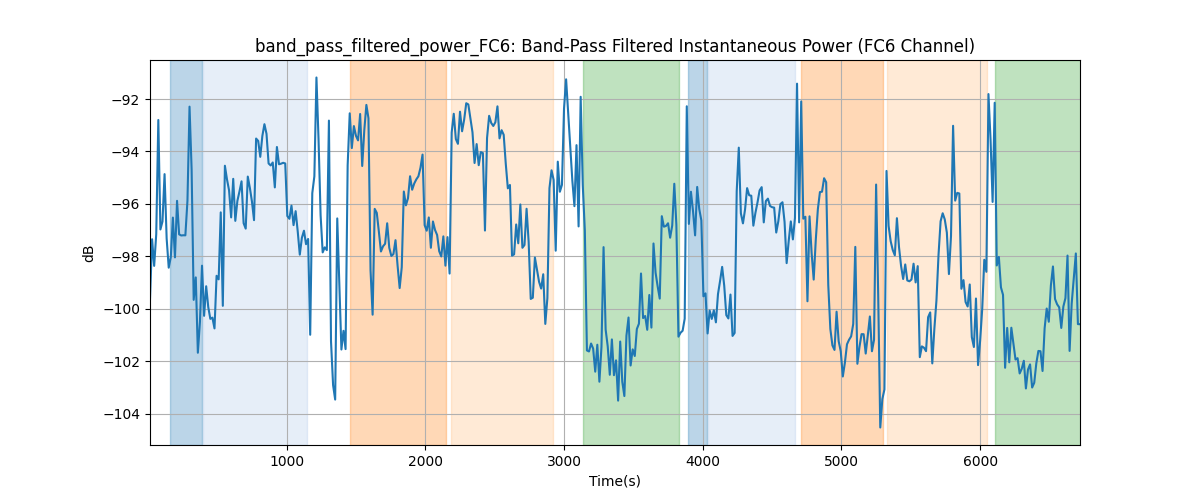 band_pass_filtered_power_FC6: Band-Pass Filtered Instantaneous Power (FC6 Channel)
−92
−94
−96
−98
−100
−102
−104
dB
1000 2000 3000 4000 5000 6000
Time(s)